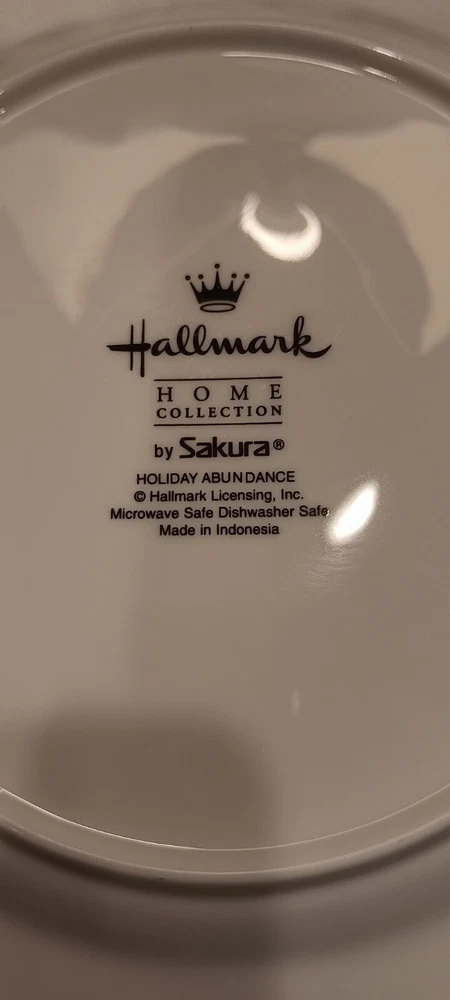 Hallmark
HOME
COLLECTION
by Sakura®
HOLIDAY ABUNDANCE
© Hallmark Licensing, Inc.
Microwave Safe Dishwasher Safe
Made in Indonesia